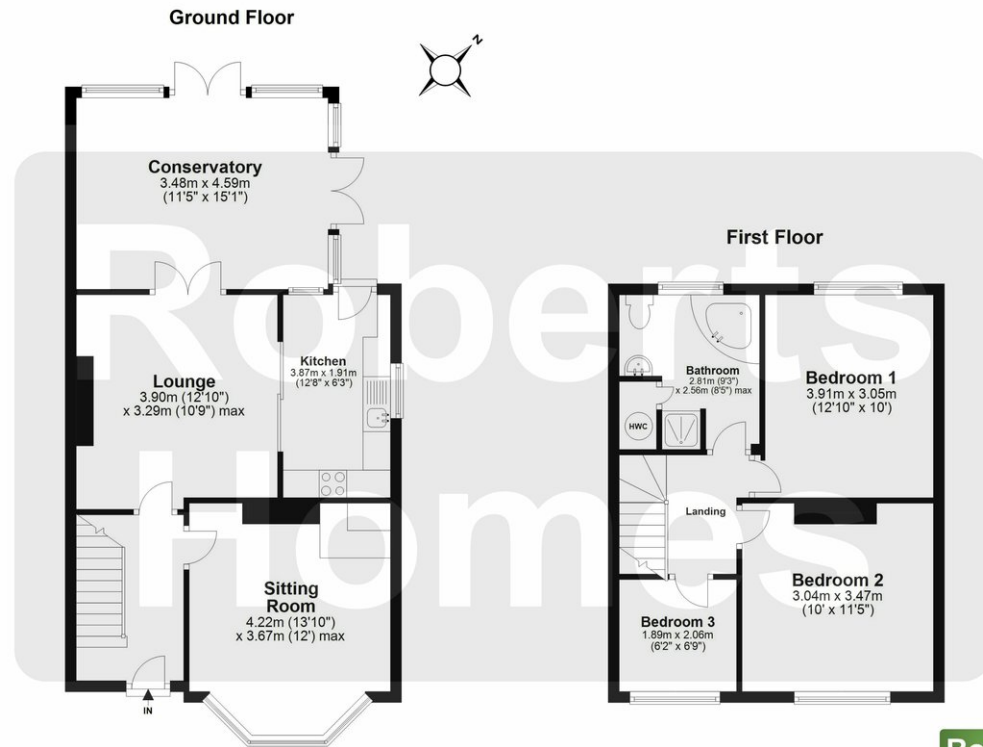 Ground Floor
N
Conservatory
3.48m x 4.59m
(11'5" x 15'1")
First Floor
Roberts
Homes
Kitchen
3.87m x 1.91m
(12'8" x 6'3")
Lounge
3.90m (12'10")
x 3.29m (10'9") max
Bathroom
2.81m (9'3")
x 2.56m (8'5") max
Bedroom 1
3.91m x 3.05m
(12'10" x 10')
HWC
Landing
Sitting
Room
4.22m (13'10")
x 3.67m (12') max
Bedroom 2
3.04m x 3.47m
(10' x 11'5")
Bedroom 3
1.89m x 2.06m
(6'2" x 6'9")
IN